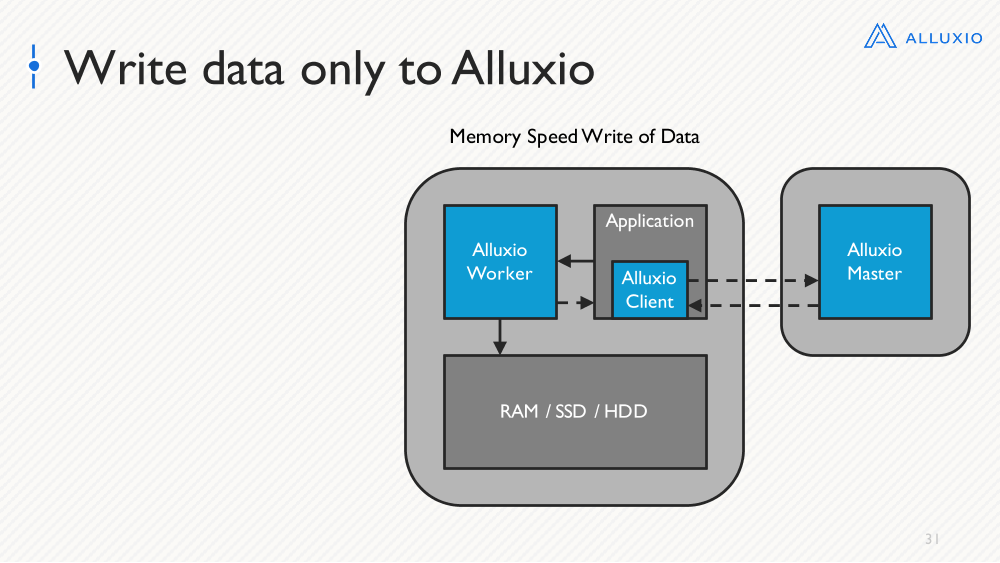 ALLUXIO
Write data only to Alluxio
Memory Speed Write of Data
Alluxio
Worker
Application
Alluxio
Client
Alluxio
Master
RAM / SSD / HDD
31